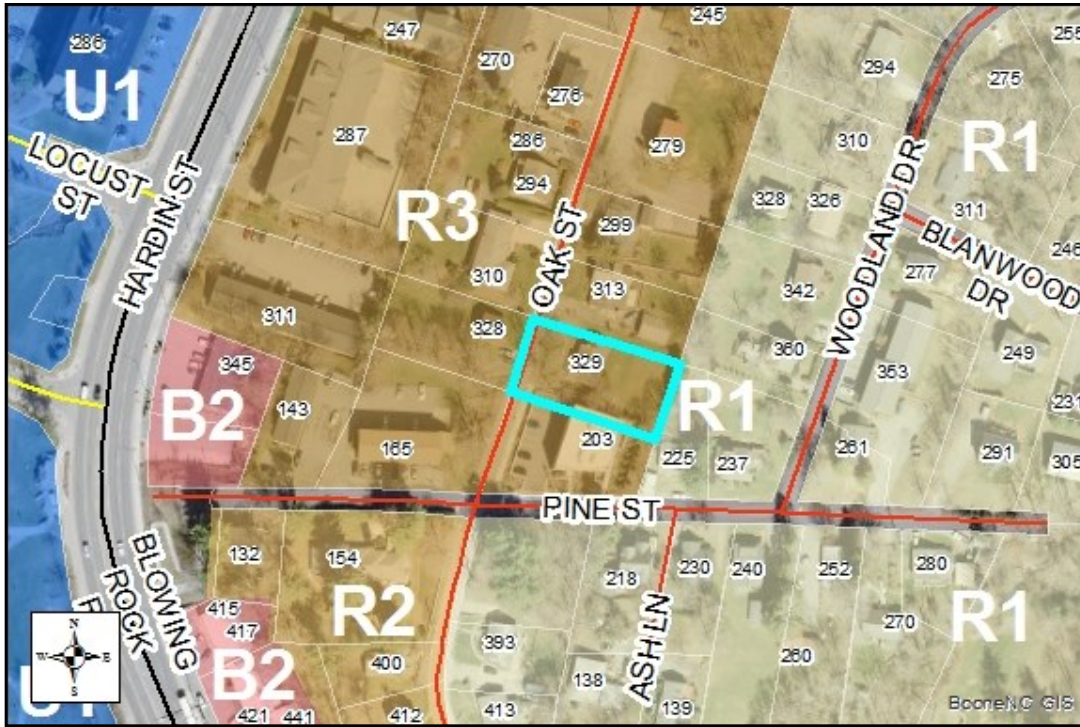 286
U1
LOCUST
ST
HARDIN ST
247
270
276
245
287
286
294
279
R3
299
310
OAK ST
313
311
328
329
345
B2
143
165
203
R1
225
237
294
310
328
326
342
360
WOODLAND DR
R1
275
255
311
246
BLANWOOD
DR
277
353
249
231
261
291
305
PINE ST
132
154
R2
415
417
B2
400
421
441
412
BLOWING
ROCK
393
413
218
230
240
252
280
138
ASH LN
139
260
270
R1
N
W
E
S
BooneNC GIS